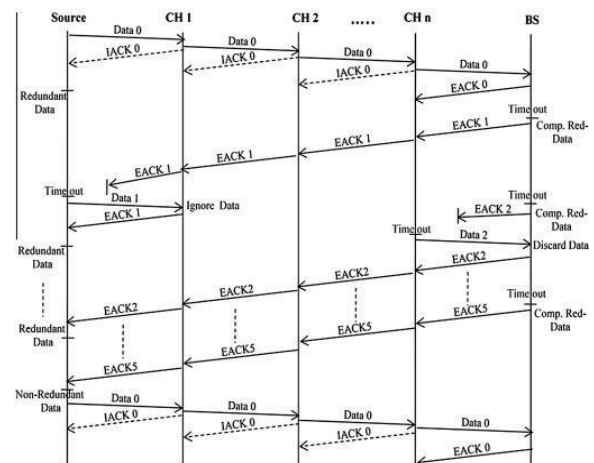 Source CH 1 CH 2 ..... CH n BS
Data 0
Data 0
IACK 0
Data 0
IACK 0
Data 0
IACK 0
EACK 0
Redundant
Data
Time out
EACK 1
Comp. Red-
Data
EACK 1
EACK 1
EACK 1
Time out
Data 1
Ignore Data
EACK 1
Time out
EACK 2
Comp. Red-
Data
Time out
Data 2
Discard Data
Redundant
Data
EACK2
EACK2
EACK2
EACK2
Time out
EACK5
Comp. Red-
Data
Redundant
Data
EACK5
EACK5
EACK5
Non-Redundant
Data
Data 0
Data 0
IACK 0
Data 0
IACK 0
Data 0
IACK 0
EACK 0